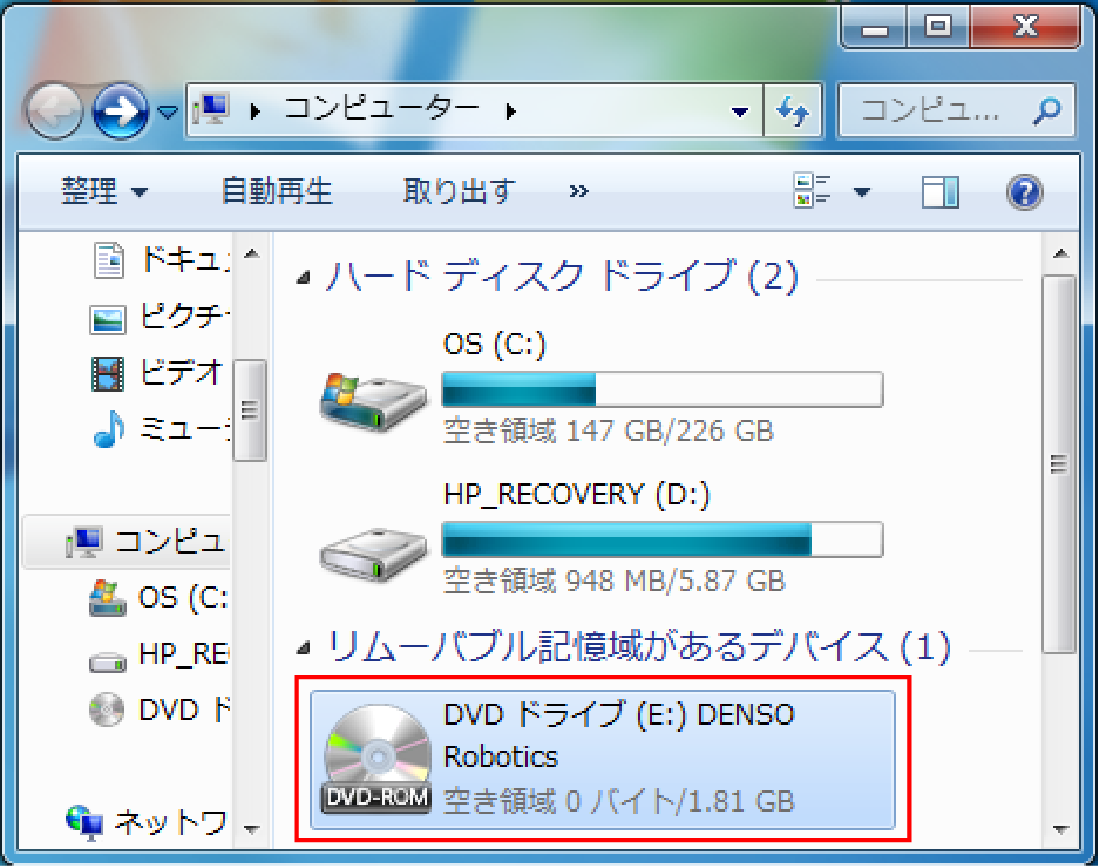 コンピューター
コンピュ...
整理
自動再生
取り出す
»
ドキュ
ピクチ
ビデオ
ミュー
コンピュ
OS (C:
HP_RE
DVD ド
ネットワ
ハード ディスク ドライブ (2)
OS (C:)
空き領域 147 GB/226 GB
HP_RECOVERY (D:)
空き領域 948 MB/5.87 GB
リムーバブル記憶域があるデバイス (1)
DVD ドライブ (E:) DENSO
Robotics
DVD-ROM
空き領域 0 バイト/1.81 GB